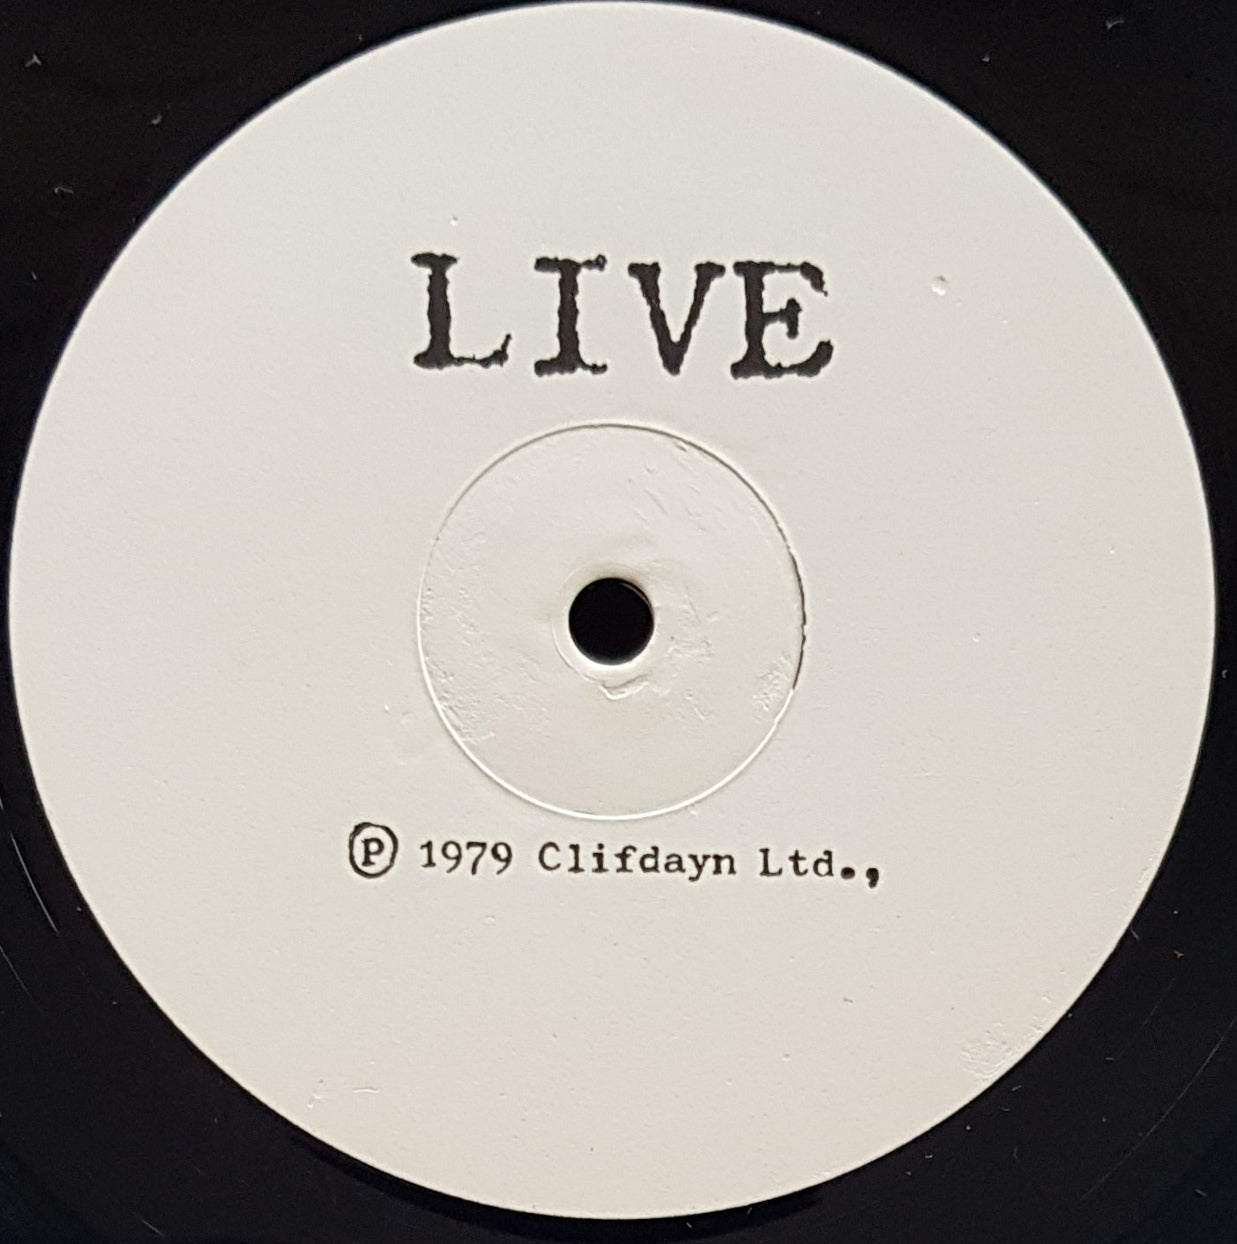 LIVE
Ⓟ 1979 Clifdayn Ltd.,